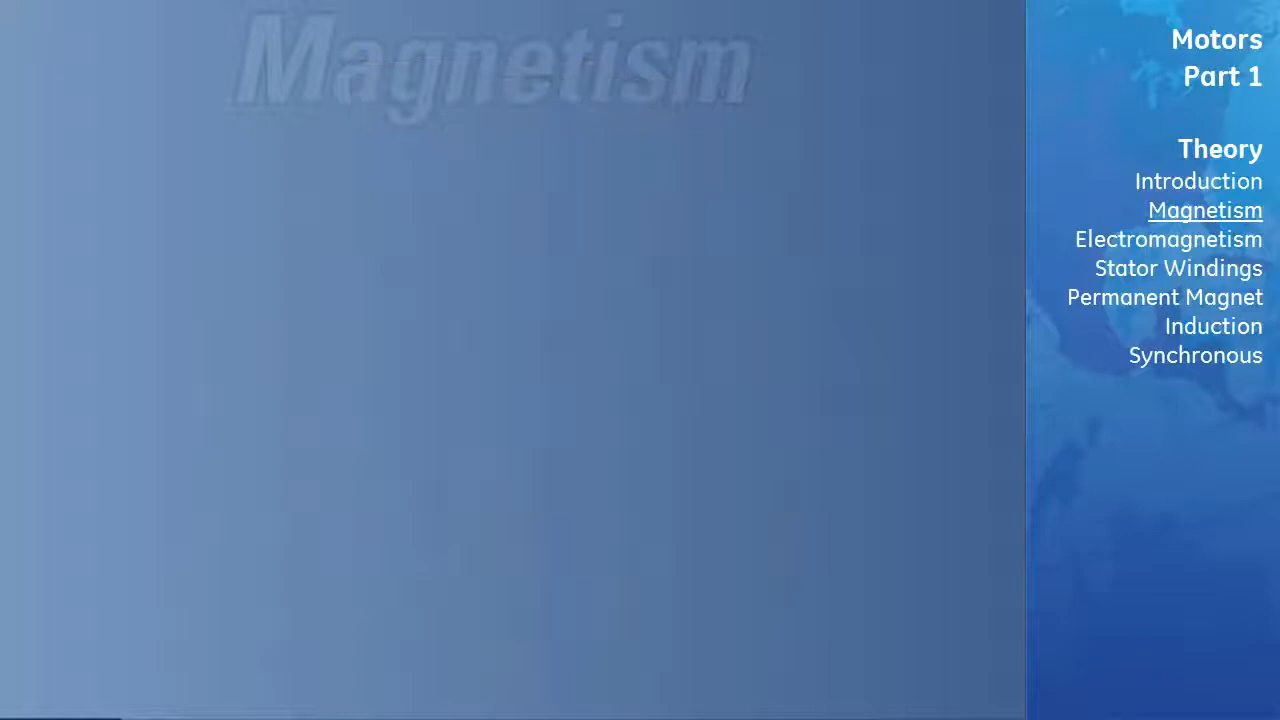 Magnetism
Motors
Part 1
Theory
Introduction
Magnetism
Electromagnetism
Stator Windings
Permanent Magnet
Induction
Synchronous